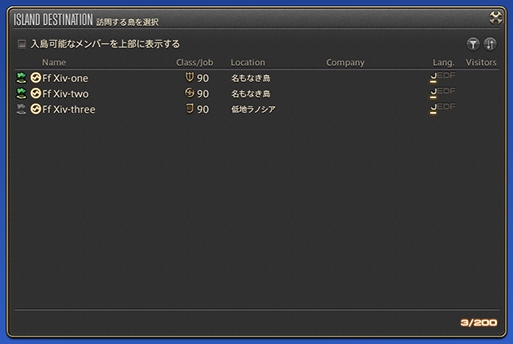 ISLAND DESTINATION 訪問する島を選択
入島可能なメンバーを上部に表示する
Name Class/Job Location Company Lang. Visitors
Ff Xiv-one 90 名もなき島 JEDF
Ff Xiv-two 90 名もなき島 JEDF
Ff Xiv-three 90 低地ラノシア JEDF
3/200